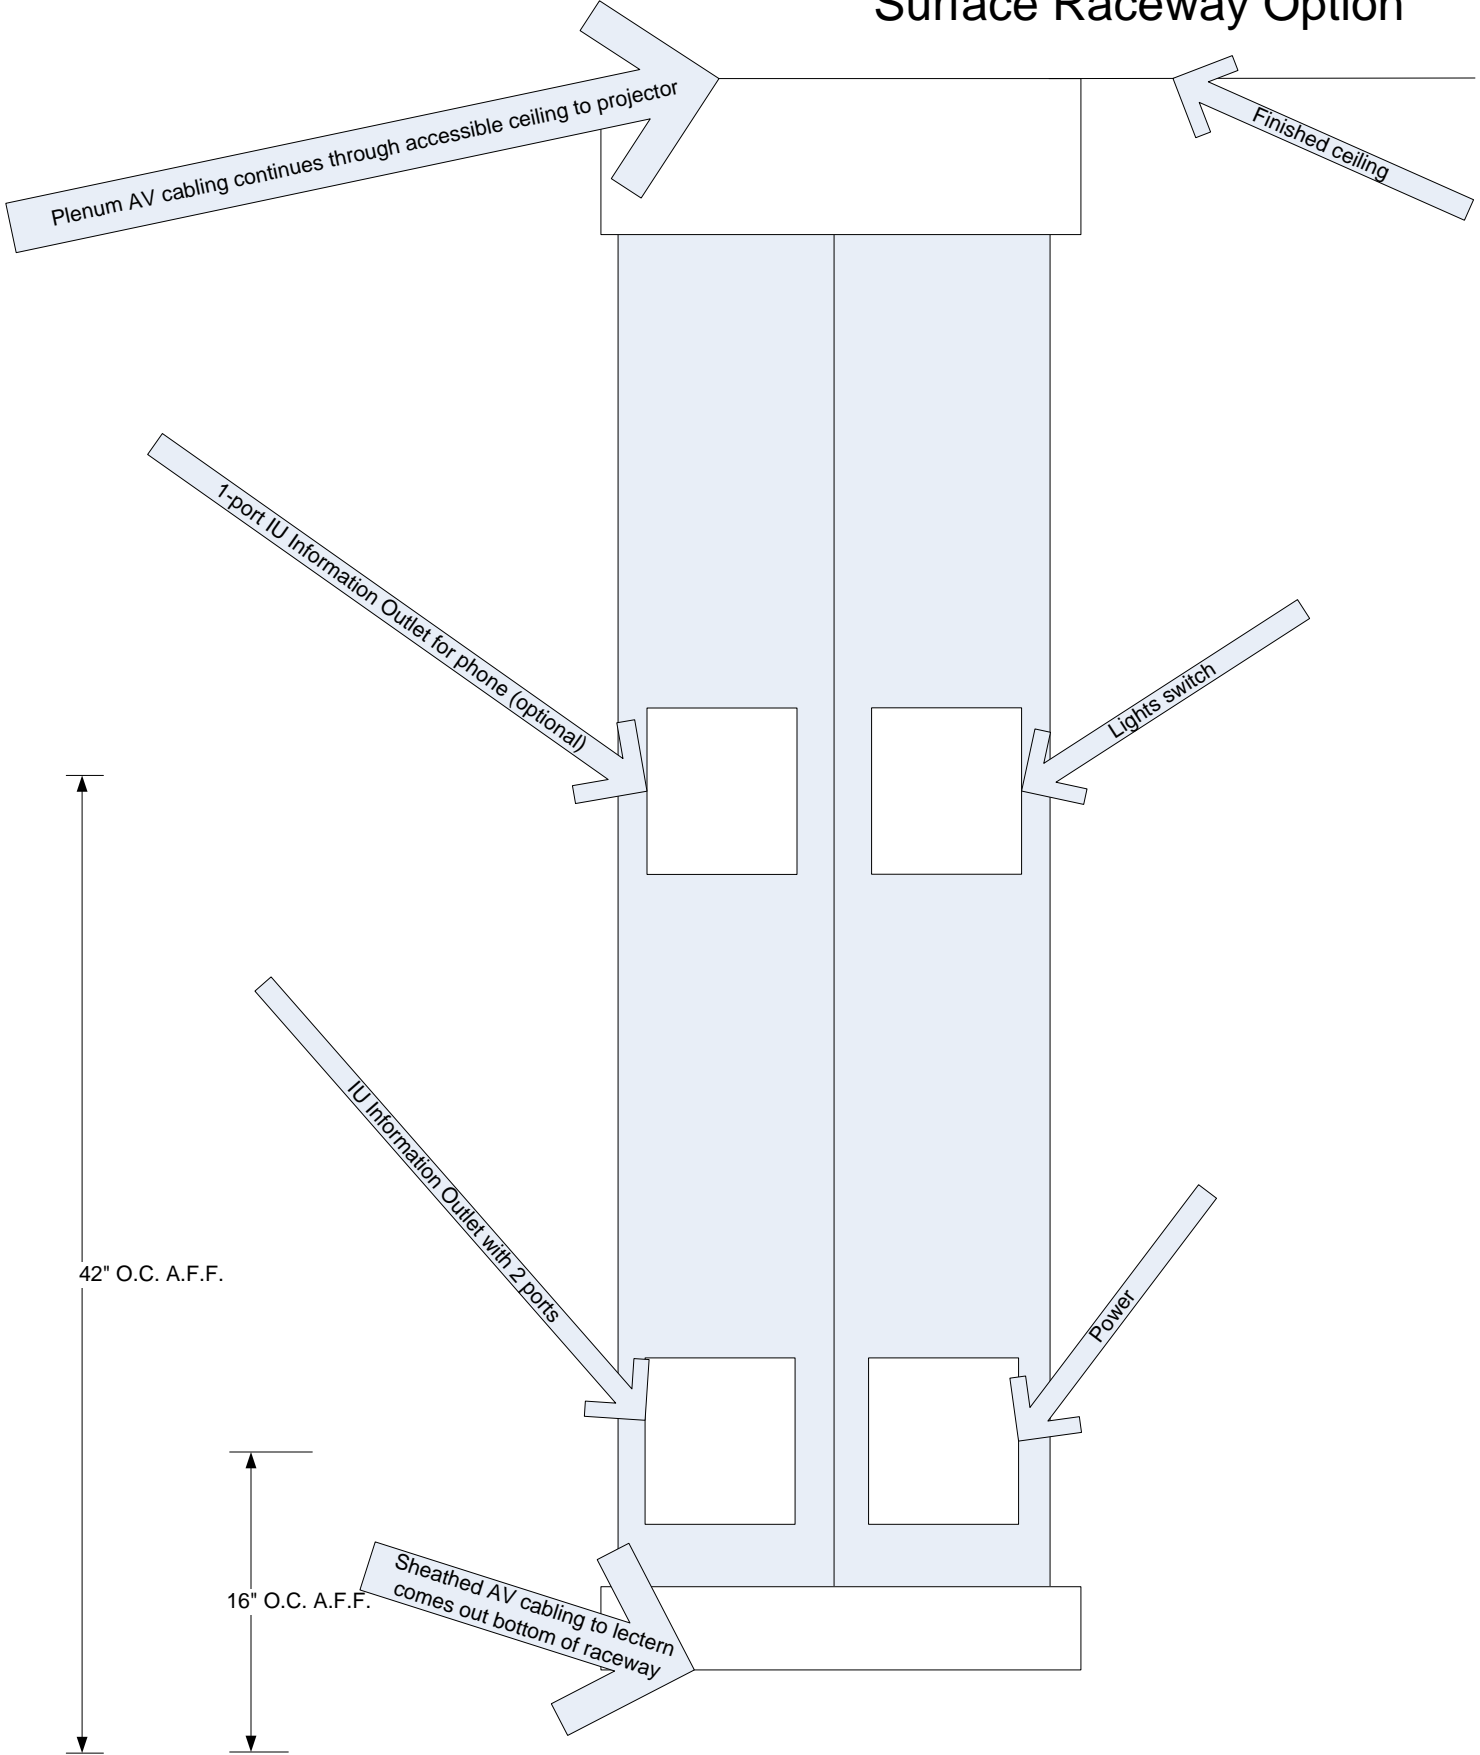 Surface Raceway Option
Plenum AV cabling continues through accessible ceiling to projector
Finished ceiling
1-port IU Information Outlet for phone (optional)
Lights switch
42" O.C. A.F.F.
IU Information Outlet with 2 ports
Power
16" O.C. A.F.F.
Sheathed AV cabling to lectern
comes out bottom of raceway